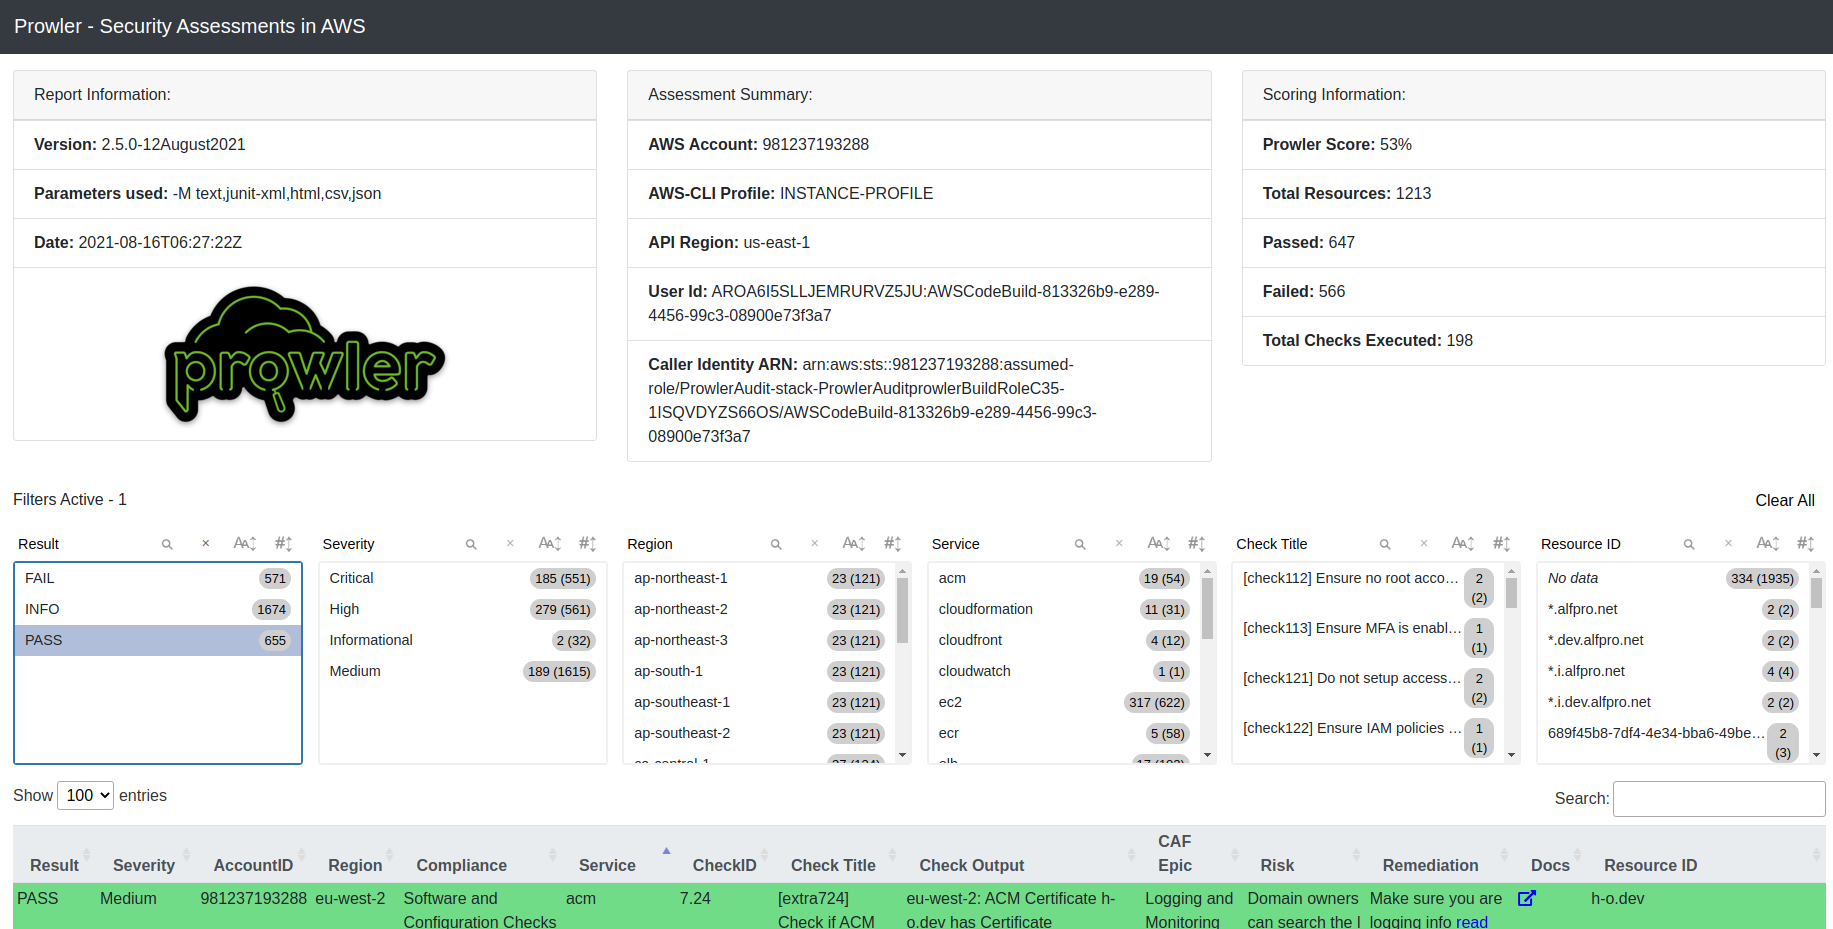 Prowler - Security Assessments in AWS
Report Information:
Version: 2.5.0-12August2021
Parameters used: -M text,junit-xml,html,csv,json
Date: 2021-08-16T06:27:22Z
prowler
Assessment Summary:
AWS Account: 981237193288
AWS-CLI Profile: INSTANCE-PROFILE
API Region: us-east-1
User Id: AROA6I5SLLJEMRURVZ5JU:AWSCodeBuild-813326b9-e289-
4456-99c3-08900e73f3a7
Caller Identity ARN: arn:aws:sts::981237193288:assumed-
role/ProwlerAudit-stack-ProwlerAuditprowlerBuildRoleC35-
1ISQVDYZS66OS/AWSCodeBuild-813326b9-e289-4456-99c3-
08900e73f3a7
Scoring Information:
Prowler Score: 53%
Total Resources: 1213
Passed: 647
Failed: 566
Total Checks Executed: 198
Filters Active - 1
Clear All
Result
FAIL 571
INFO 1674
PASS 655
Severity
Critical 185 (551)
High 279 (561)
Informational 2 (32)
Medium 189 (1615)
Region
ap-northeast-1 23 (121)
ap-northeast-2 23 (121)
ap-northeast-3 23 (121)
ap-south-1 23 (121)
ap-southeast-1 23 (121)
ap-southeast-2 23 (121)
Service
acm 19 (54)
cloudformation 11 (31)
cloudfront 4 (12)
cloudwatch 1 (1)
ec2 317 (622)
ecr 5 (58)
Check Title
[check112] Ensure no root acco... 2 (2)
[check113] Ensure MFA is enabl... 1 (1)
[check121] Do not setup access... 2 (2)
[check122] Ensure IAM policies ... 1 (1)
Resource ID
No data 334 (1935)
*.alfpro.net 2 (2)
*.dev.alfpro.net 2 (2)
*.i.alfpro.net 4 (4)
*.i.dev.alfpro.net 2 (2)
689f45b8-7df4-4e34-bba6-49be... 2 (3)
Show 100 entries
Search:
Result Severity AccountID Region Compliance Service CheckID Check Title Check Output CAF Epic Risk Remediation Docs Resource ID
PASS Medium 981237193288 eu-west-2 Software and acm 7.24 [extra724] eu-west-2: ACM Certificate h- Logging and Domain owners Make sure you are h-o.dev
Configuration Checks Check if ACM o.dev has Certificate Monitoring can search the l logging info read